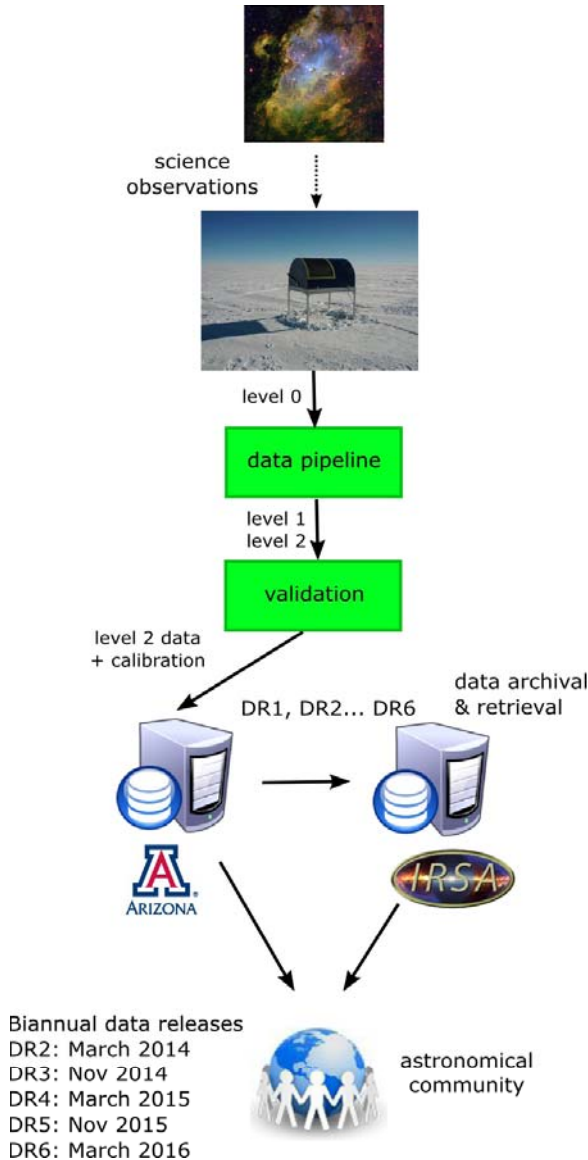 science
observations
level 0
data pipeline
level 1
level 2
validation
level 2 data
+ calibration
data archival
& retrieval
DR1, DR2... DR6
A
ARIZONA
IRSA
Biannual data releases
DR2: March 2014
DR3: Nov 2014
DR4: March 2015
DR5: Nov 2015
DR6: March 2016
astronomical
community